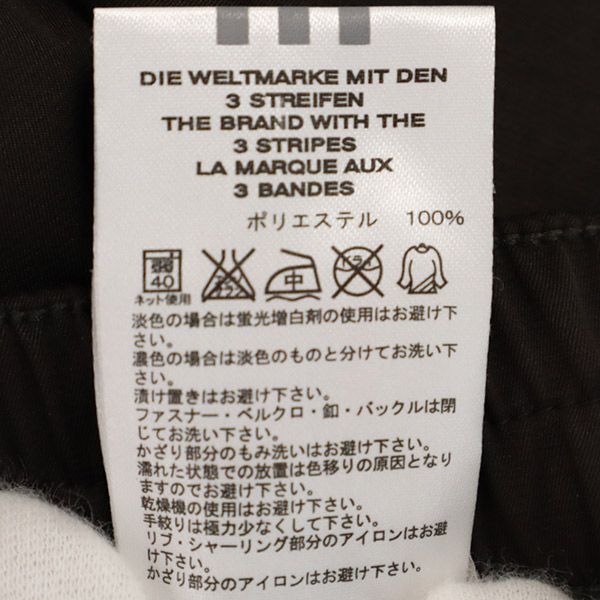 DIE WELTMARKE MIT DEN
3 STREIFEN
THE BRAND WITH THE
3 STRIPES
LA MARQUE AUX
3 BANDES
ポリエステル 100%
40 エンソ サラシ 中 ドライ
ネット使用
淡色の場合は蛍光増白剤の使用はお避け下
さい。
濃色の場合は淡色のものと分けてお洗い下
さい。
漬け置きはお避け下さい。
ファスナー・ベルクロ・釦・バックルは閉
じてお洗い下さい。
かざり部分のもみ洗いはお避け下さい。
濡れた状態での放置は色移りの原因となり
ますのでお避け下さい。
乾燥機の使用はお避け下さい。
手絞りは極力少なくして下さい。
リブ・シャーリング部分のアイロンはお避
け下さい。
かざり部分のアイロンはお避け下さい。